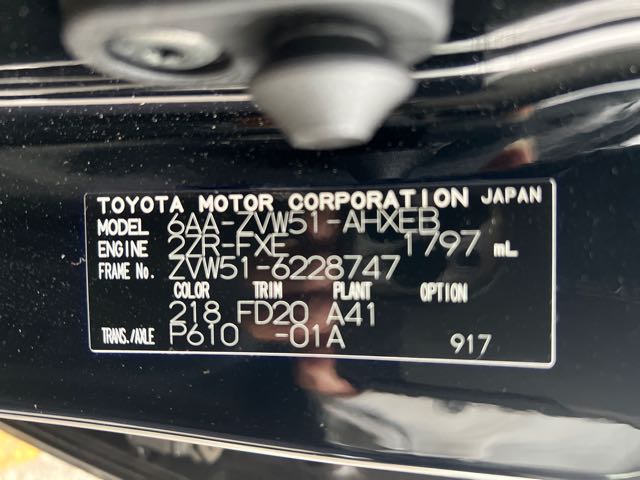 TOYOTA MOTOR CORPORATION JAPAN
MODEL 6AA-ZVW51-AHXEB
ENGINE 2ZR-FXE 1797 mL
FRAME No. ZVW51-6228747
COLOR TRIM PLANT OPTION
218 FD20 A41
TRANS./AXLE P610 -01A 917